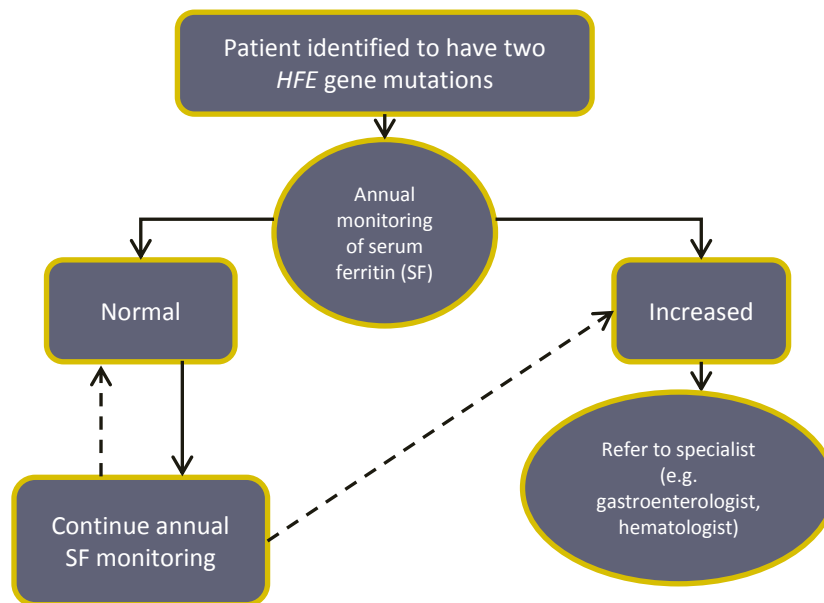 Patient identified to have two
HFE gene mutations
Annual
monitoring
of serum
ferritin (SF)
Normal
Increased
Refer to specialist
(e.g.
gastroenterologist,
hematologist)
Continue annual
SF monitoring